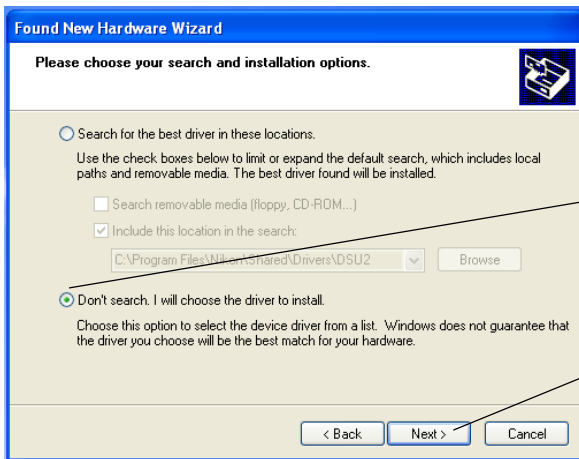 Found New Hardware Wizard
Please choose your search and installation options.
Search for the best driver in these locations.
Use the check boxes below to limit or expand the default search, which includes local
paths and removable media. The best driver found will be installed.
Search removable media (floppy, CD-ROM...)
Include this location in the search:
C:\Program Files\Nikon\Shared\Drivers\DSU2
Browse
Don't search. I will choose the driver to install.
Choose this option to select the device driver from a list. Windows does not guarantee that
the driver you choose will be the best match for your hardware.
< Back
Next >
Cancel